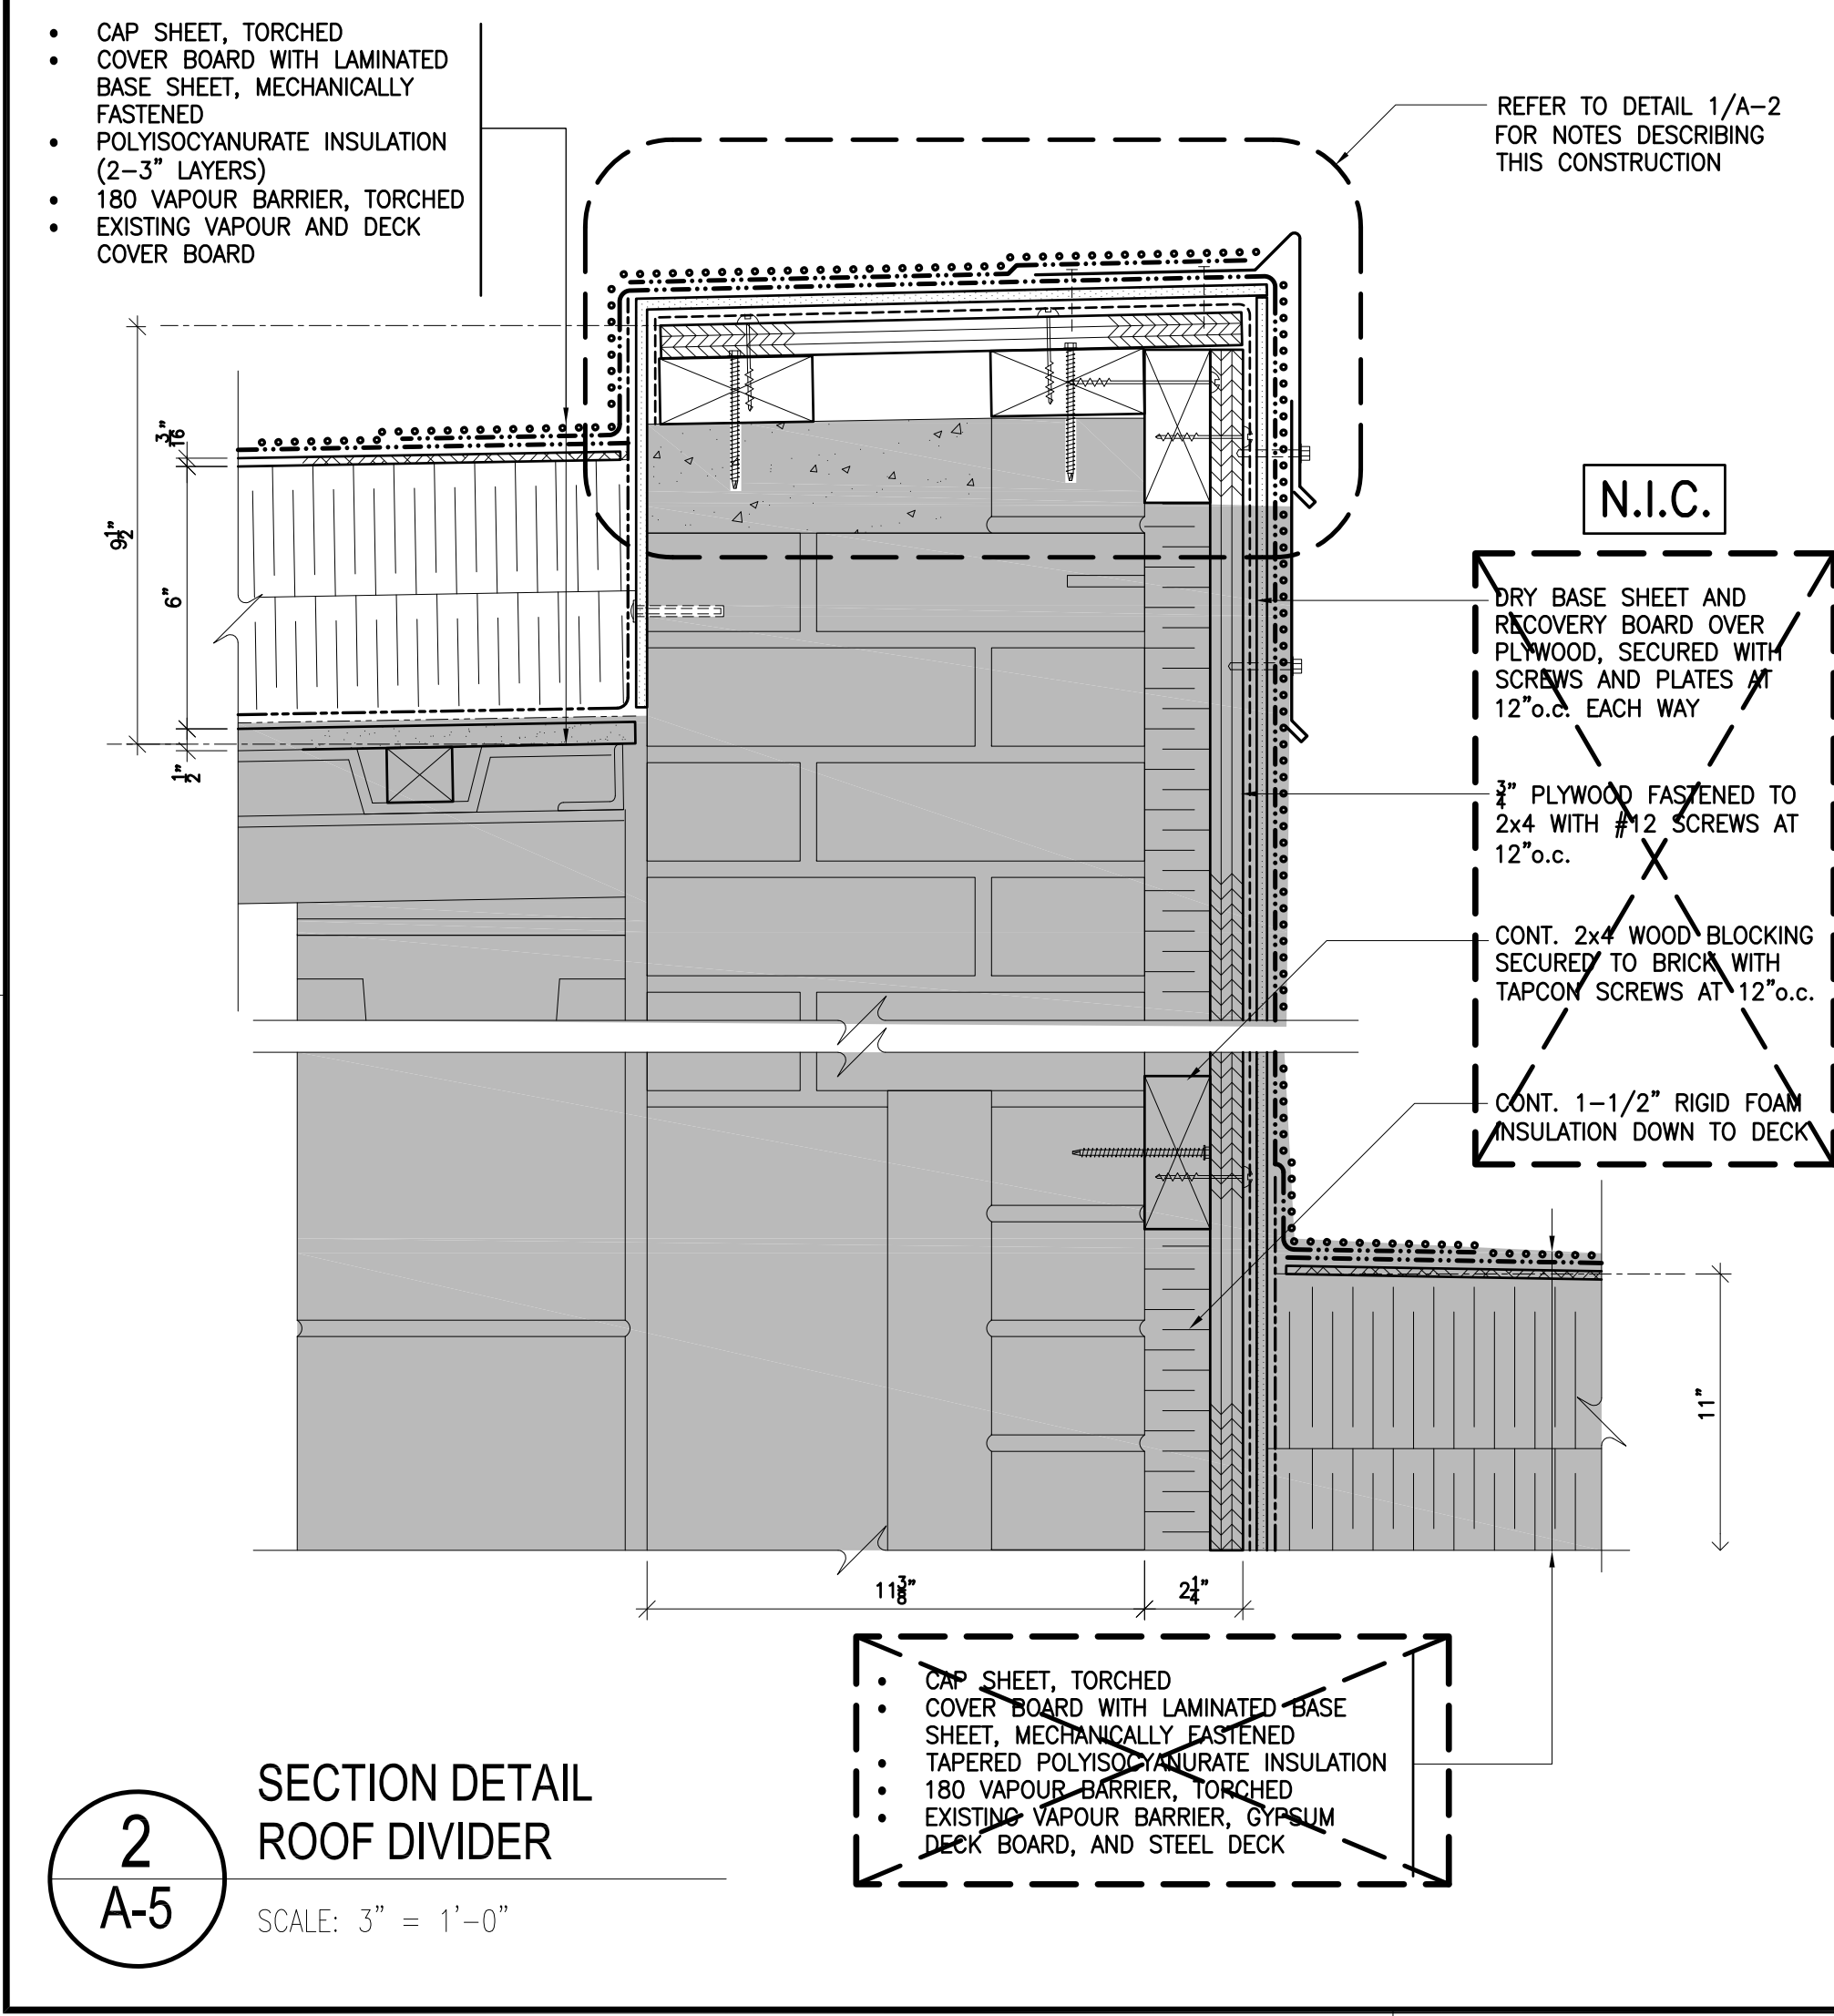 • CAP SHEET, TORCHED
• COVER BOARD WITH LAMINATED
BASE SHEET, MECHANICALLY
FASTENED
• POLYISOCYANURATE INSULATION
(2-3" LAYERS)
• 180 VAPOUR BARRIER, TORCHED
• EXISTING VAPOUR AND DECK
COVER BOARD
REFER TO DETAIL 1/A-2
FOR NOTES DESCRIBING
THIS CONSTRUCTION
3/16"
9 1/2"
6"
1/2"
N.I.C.
DRY BASE SHEET AND
RECOVERY BOARD OVER
PLYWOOD, SECURED WITH
SCREWS AND PLATES AT
12"o.c. EACH WAY
3/4" PLYWOOD FASTENED TO
2x4 WITH #12 SCREWS AT
12"o.c.
CONT. 2x4 WOOD BLOCKING
SECURED TO BRICK WITH
TAPCON SCREWS AT 12"o.c.
CONT. 1-1/2" RIGID FOAM
INSULATION DOWN TO DECK
11"
11 3/8"
2 1/4"
• CAP SHEET, TORCHED
• COVER BOARD WITH LAMINATED BASE
SHEET, MECHANICALLY FASTENED
• TAPERED POLYISOCYANURATE INSULATION
• 180 VAPOUR BARRIER, TORCHED
• EXISTING VAPOUR BARRIER, GYPSUM
DECK BOARD, AND STEEL DECK
2
A-5
SECTION DETAIL
ROOF DIVIDER
SCALE: 3" = 1'-0"